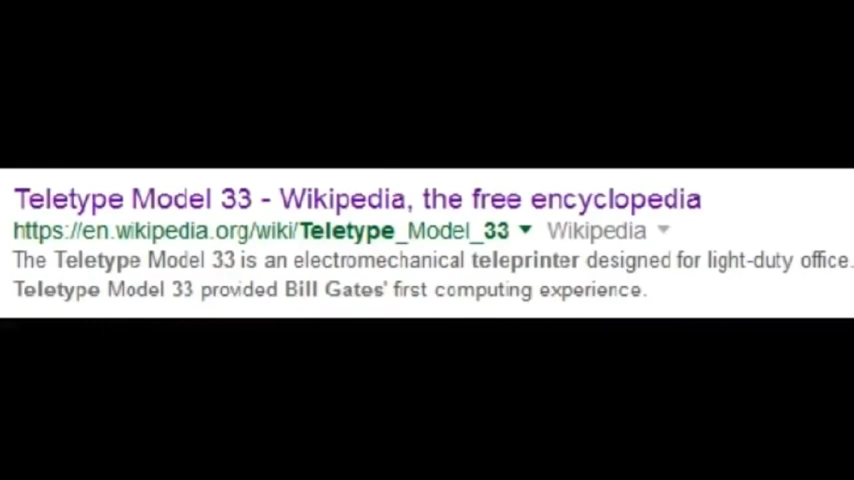 Teletype Model 33 - Wikipedia, the free encyclopedia
https://en.wikipedia.org/wiki/Teletype_Model_33 ▼ Wikipedia ▼
The Teletype Model 33 is an electromechanical teleprinter designed for light-duty office.
Teletype Model 33 provided Bill Gates' first computing experience.